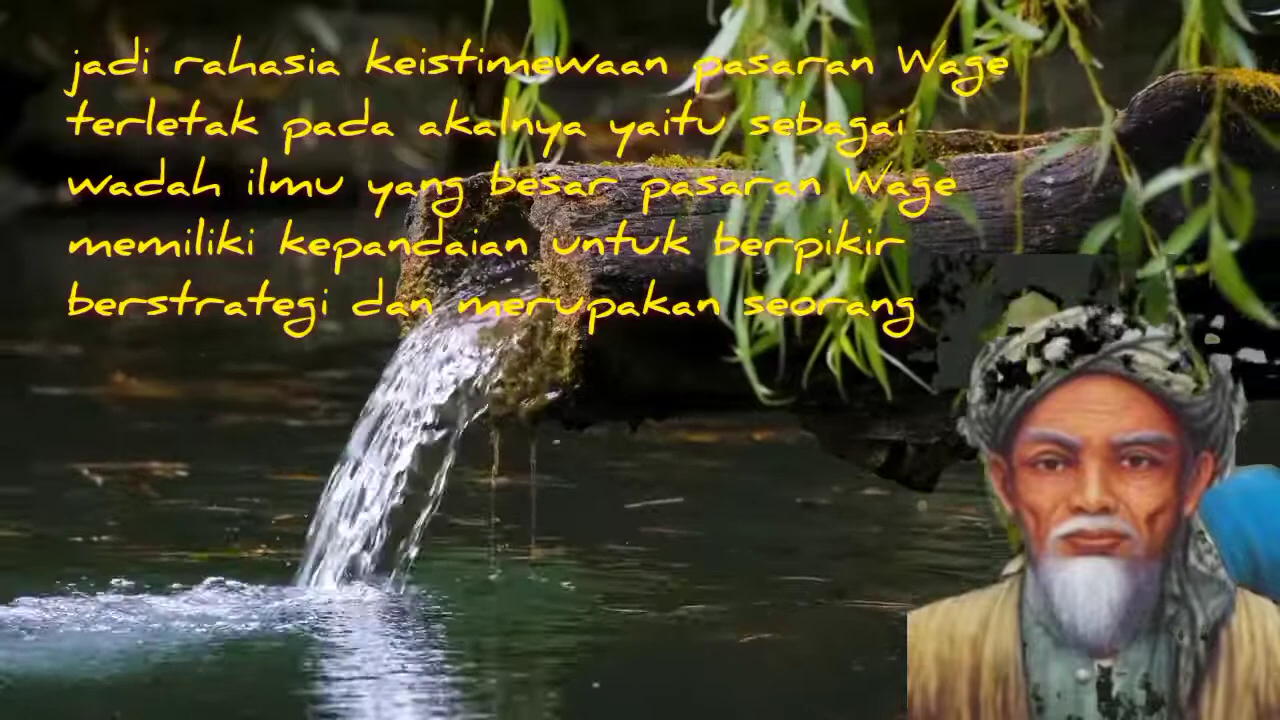 jadi rahasia keistimewaan pasaran Wage
terletak pada akalnya yaitu sebagai
wadah ilmu yang besar pasaran Wage
memiliki kepandaian untuk berpikir
berstrategi dan merupakan seorang